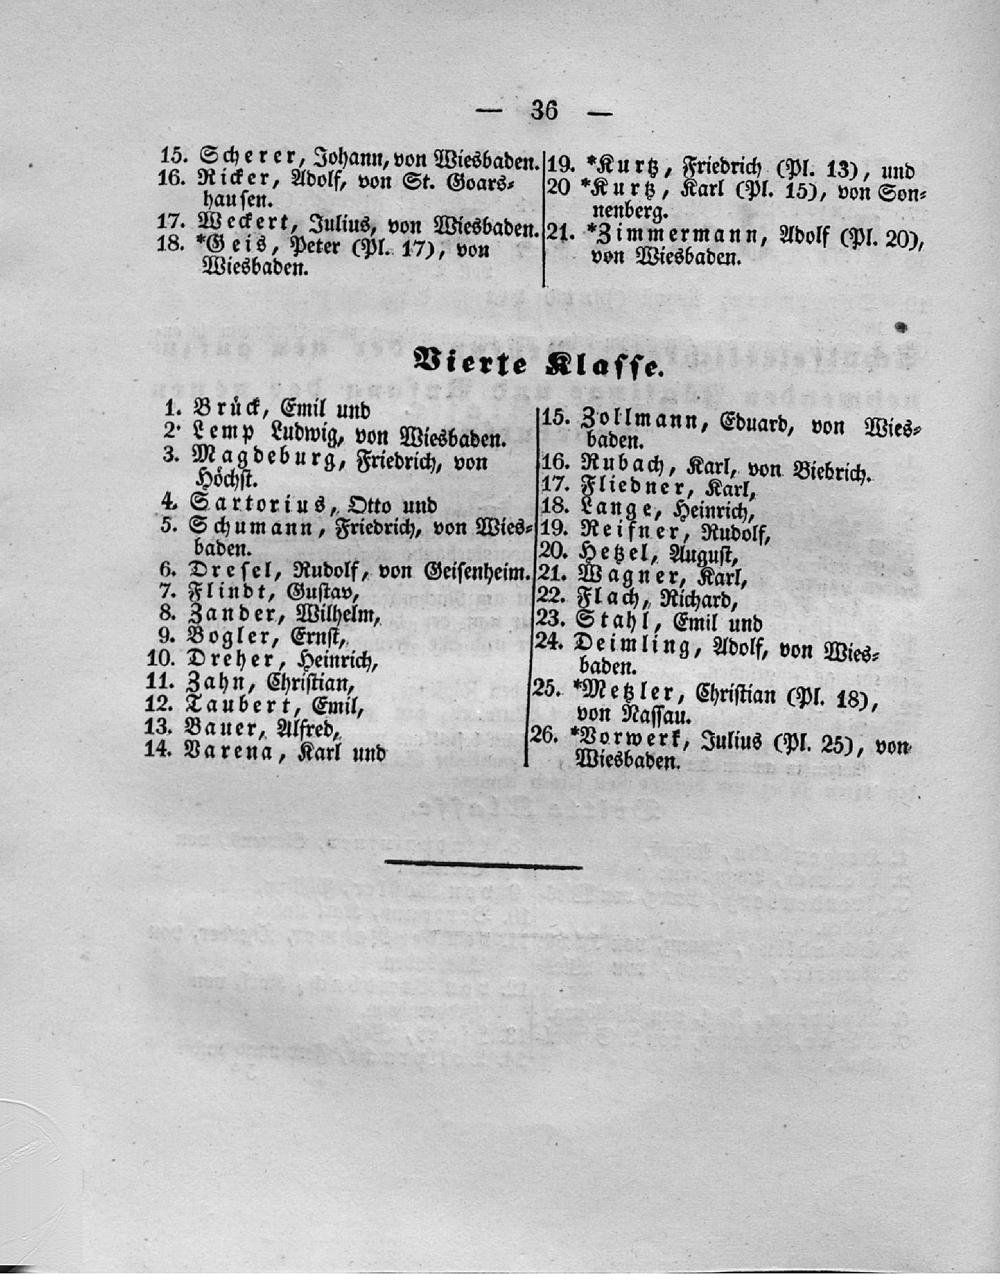 — 36 —
15. Scherer, Johann, von Wiesbaden.
16. Ricker, Adolf, von St. Goars-
hausen.
17. Weckert, Julius, von Wiesbaden.
18. *Geis, Peter (Pl. 17), von
Wiesbaden.
19. *Kurtz, Friedrich (Pl. 13), und
20 *Kurtz, Karl (Pl. 15), von Son-
nenberg.
21. *Zimmermann, Adolf (Pl. 20),
von Wiesbaden.
Vierte Klasse.
1. Brück, Emil und
2. Lemp Ludwig, von Wiesbaden.
3. Magdeburg, Friedrich, von
Höchst.
4. Sartorius, Otto und
5. Schumann, Friedrich, von Wies-
baden.
6. Dresel, Rudolf, von Geisenheim.
7. Flindt, Gustav,
8. Zander, Wilhelm,
9. Bogler, Ernst,
10. Dreher, Heinrich,
11. Zahn, Christian,
12. Taubert, Emil,
13. Bauer, Alfred,
14. Varena, Karl und
15. Zollmann, Eduard, von Wies-
baden.
16. Rubach, Karl, von Biebrich.
17. Fliedner, Karl,
18. Lange, Heinrich,
19. Reifner, Rudolf,
20. Hetzel, August,
21. Wagner, Karl,
22. Flach, Richard,
23. Stahl, Emil und
24. Deimling, Adolf, von Wies-
baden.
25. *Metzler, Christian (Pl. 18),
von Nassau.
26. *Vorwerk, Julius (Pl. 25), von
Wiesbaden.